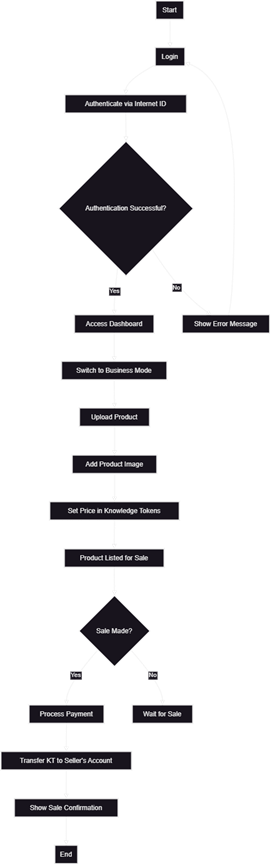 Start
Login
Authenticate via Internet ID
Authentication Successful?
Yes
No
Access Dashboard
Show Error Message
Switch to Business Mode
Upload Product
Add Product Image
Set Price in Knowledge Tokens
Product Listed for Sale
Sale Made?
Yes
No
Process Payment
Wait for Sale
Transfer KT to Seller's Account
Show Sale Confirmation
End